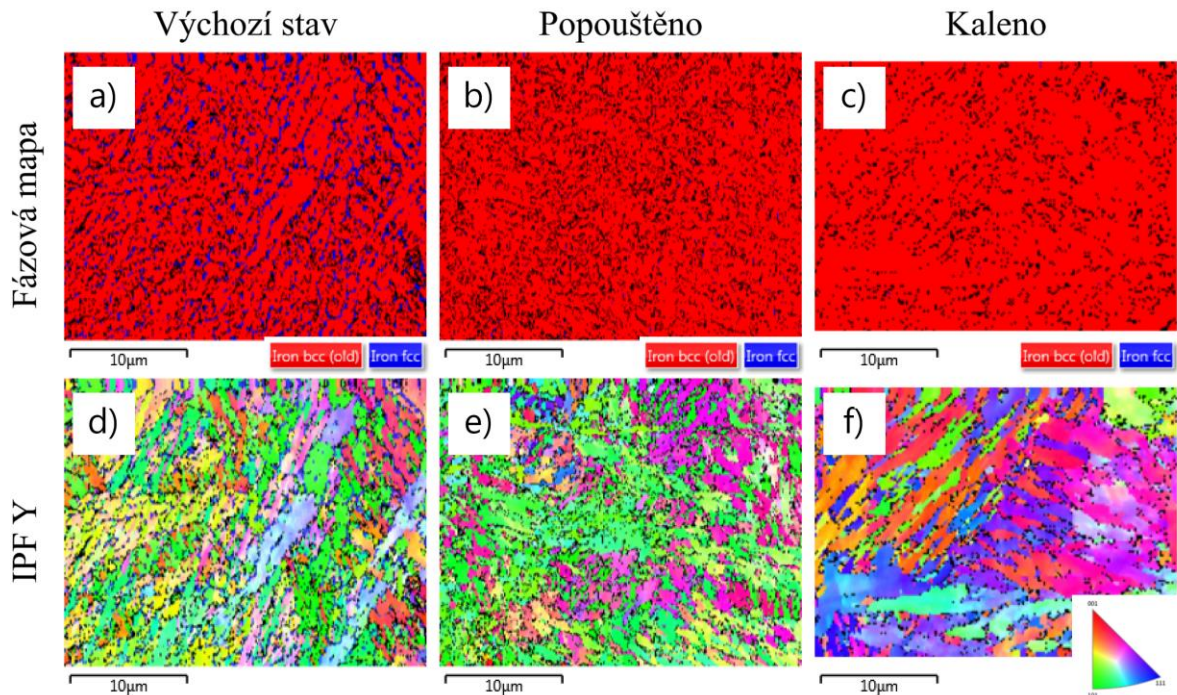 Výchozí stav
Popouštěno
Kaleno
Fázová mapa
a)
b)
c)
10μm
Iron bcc (old)
Iron fcc
10μm
Iron bcc (old)
Iron fcc
10μm
Iron bcc (old)
Iron fcc
IPF Y
d)
e)
f)
001
111
10μm
10μm
10μm